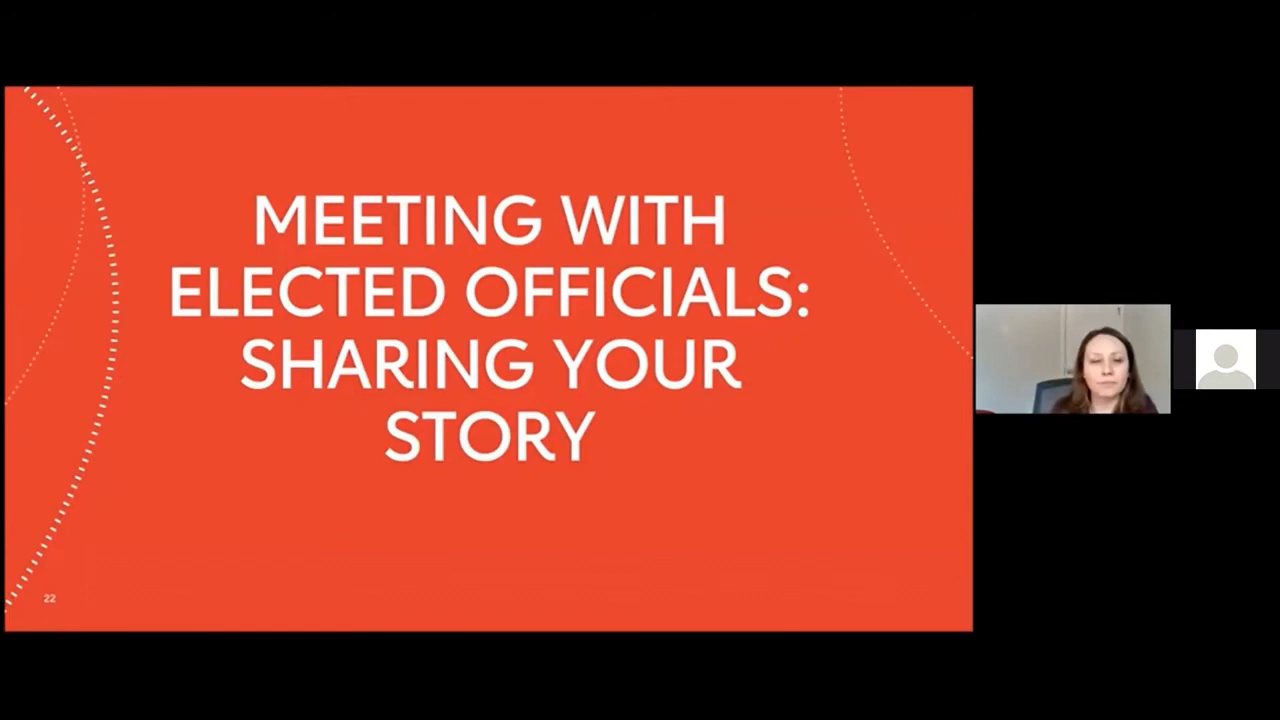 MEETING WITH
ELECTED OFFICIALS:
SHARING YOUR
STORY
22